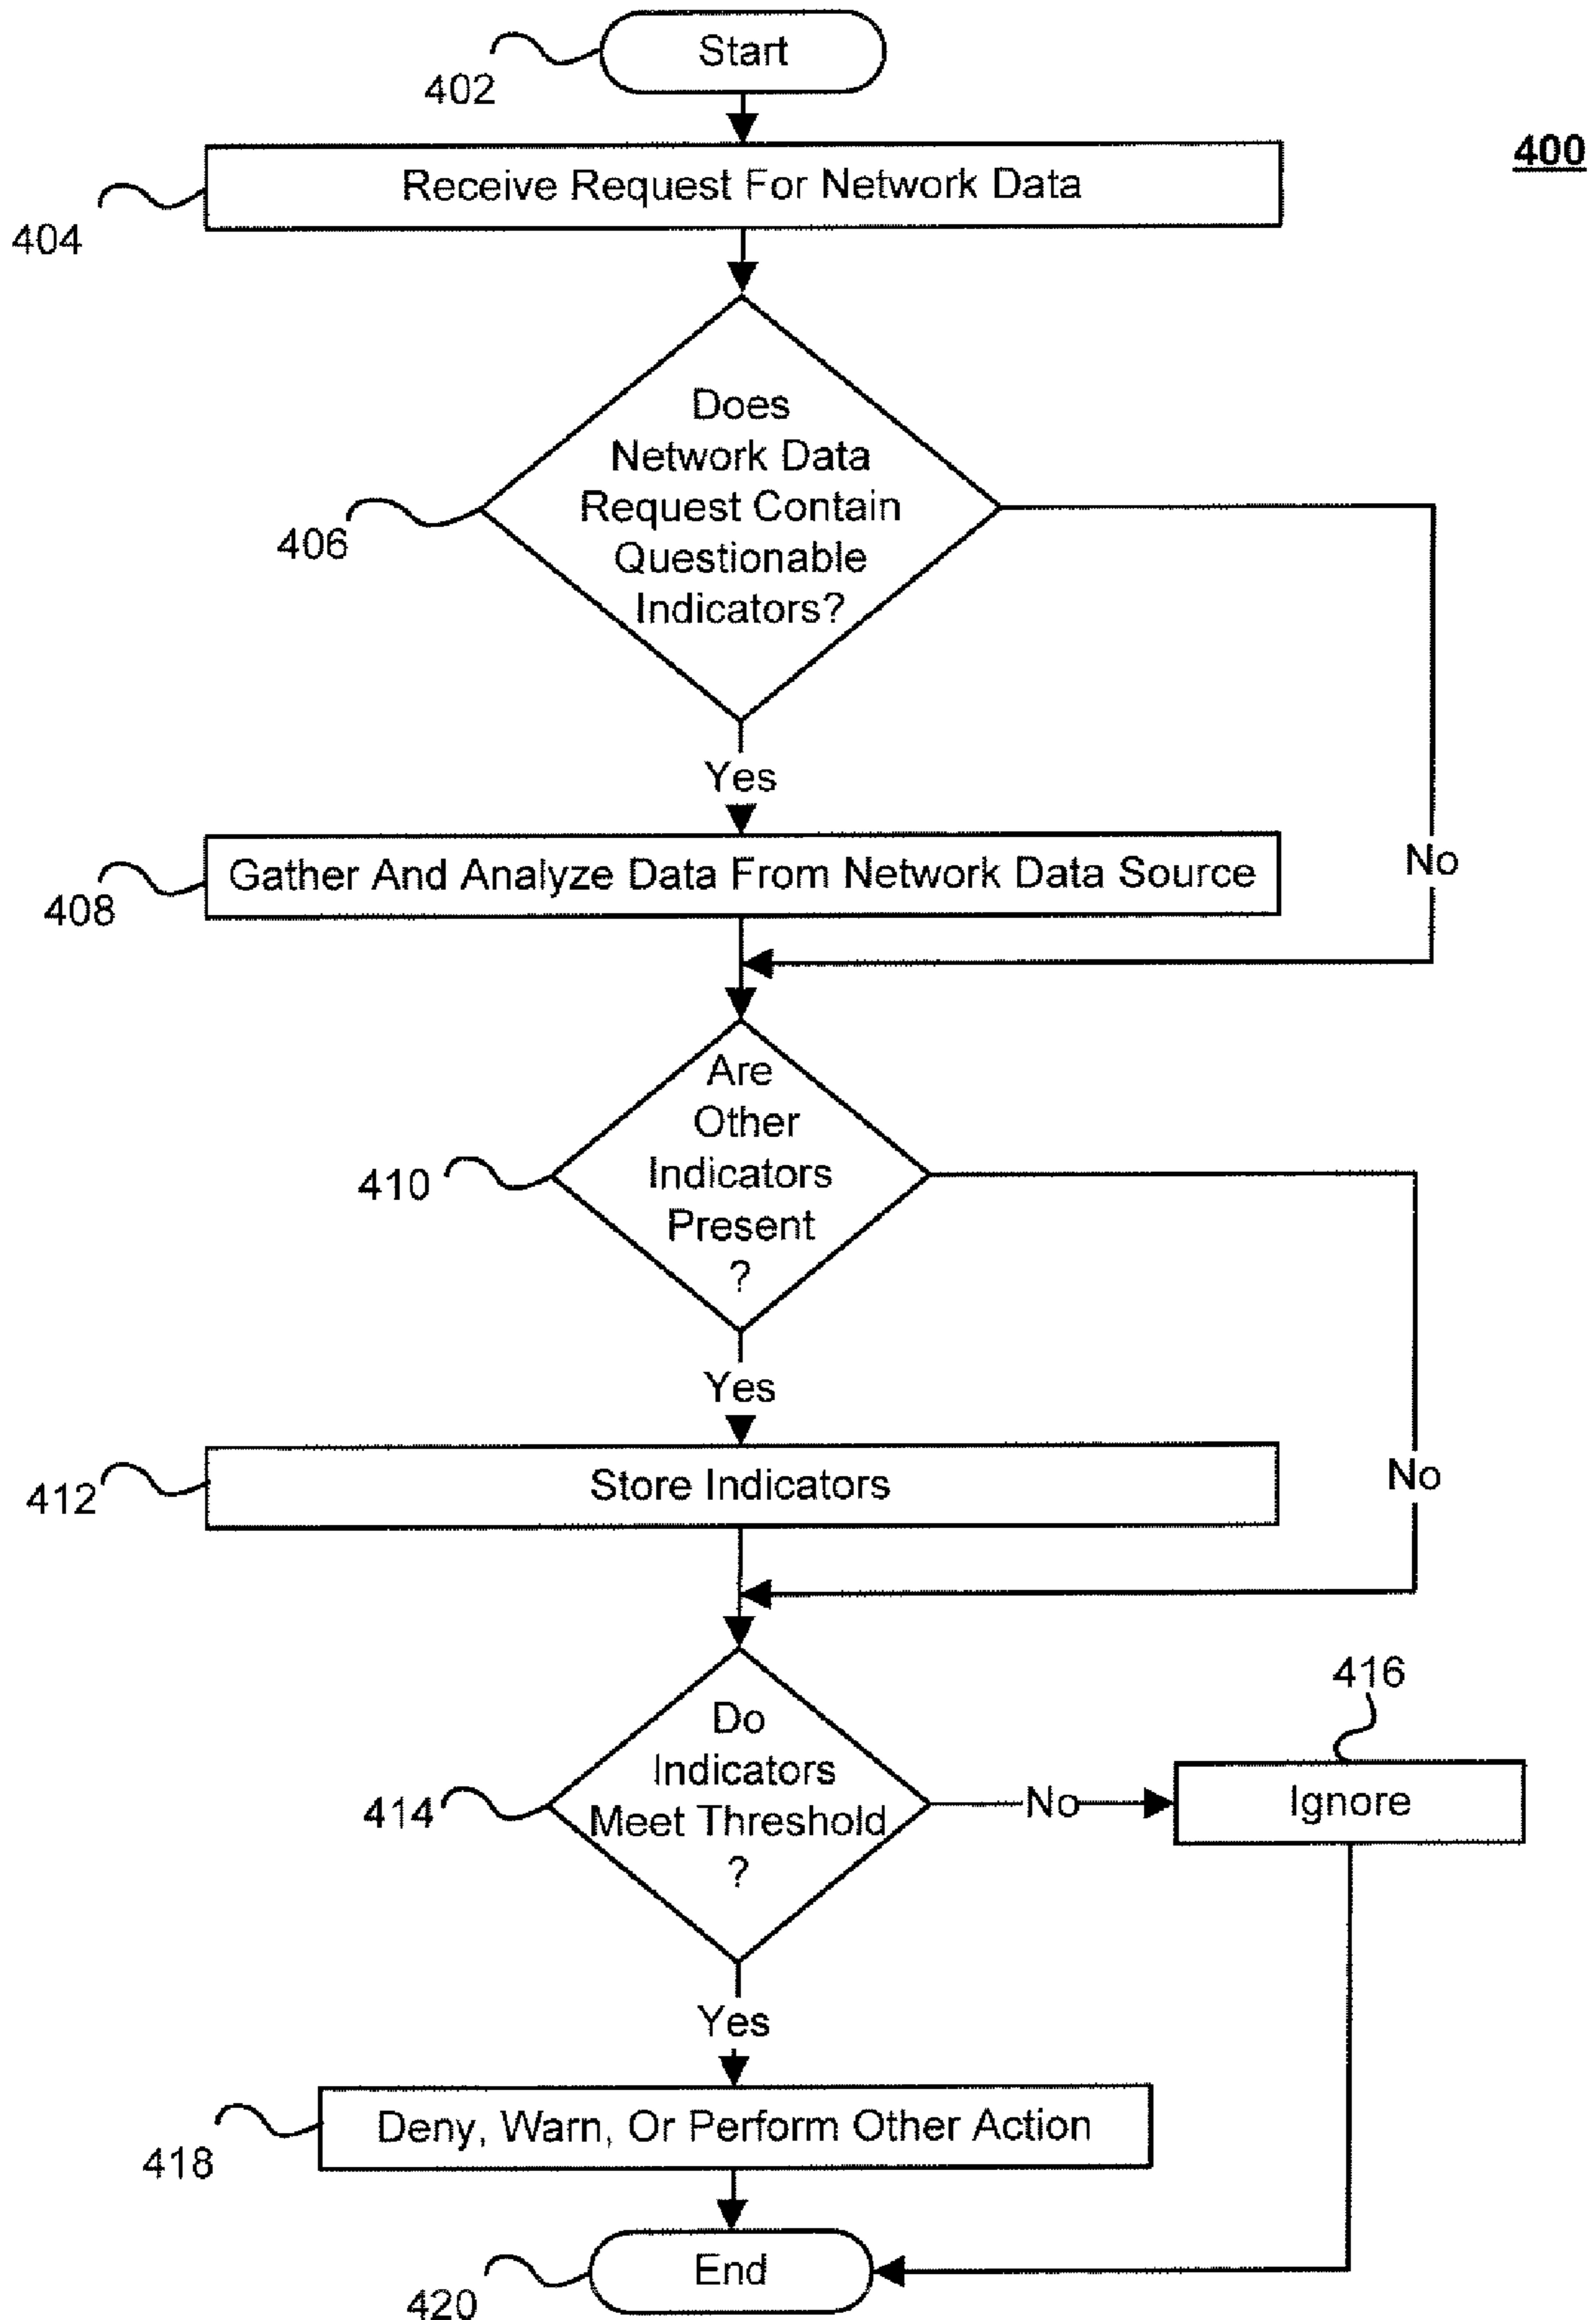 Start
402
400
Receive Request For Network Data
404
Does
Network Data
Request Contain
Questionable
Indicators?
406
Yes
No
Gather And Analyze Data From Network Data Source
408
Are
Other
Indicators
Present
?
410
Yes
No
Store Indicators
412
Do
Indicators
Meet Threshold
?
414
No
416
Ignore
Yes
Deny, Warn, Or Perform Other Action
418
End
420